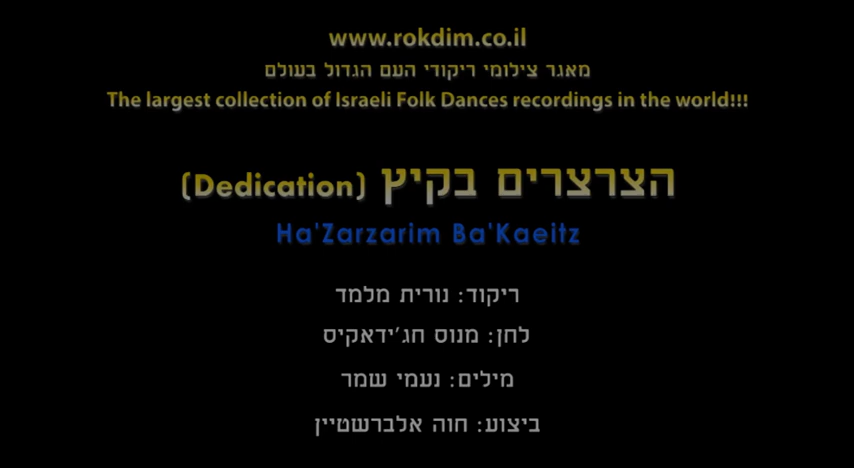 www.rokdim.co.il
מאגר צילומי ריקודי העם הגדול בעולם
The largest collection of Israeli Folk Dances recordings in the world!!!
הצרצרים בקיץ (Dedication)
Ha'Zarzarim Ba'Kaeitz
ריקוד: נורית מלמד
לחן: מנוס חג'ידאקיס
מילים: נעמי שמר
ביצוע: חוה אלברשטיין